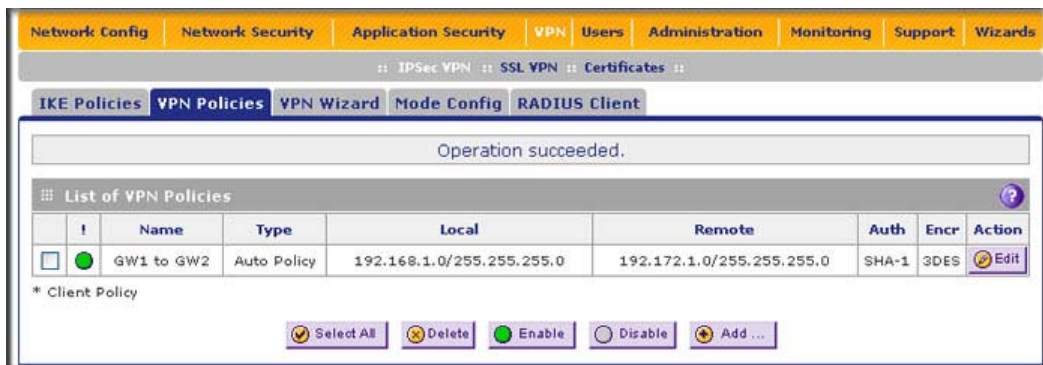 Network Config Network Security Application Security VPN Users Administration Monitoring Support Wizards
:: IPSec VPN :: SSL VPN :: Certificates ::
IKE Policies VPN Policies VPN Wizard Mode Config RADIUS Client
Operation succeeded.
List of VPN Policies ?
! Name Type Local Remote Auth Encr Action
GW1 to GW2 Auto Policy 192.168.1.0/255.255.255.0 192.172.1.0/255.255.255.0 SHA-1 3DES Edit
* Client Policy
Select All Delete Enable Disable Add ...